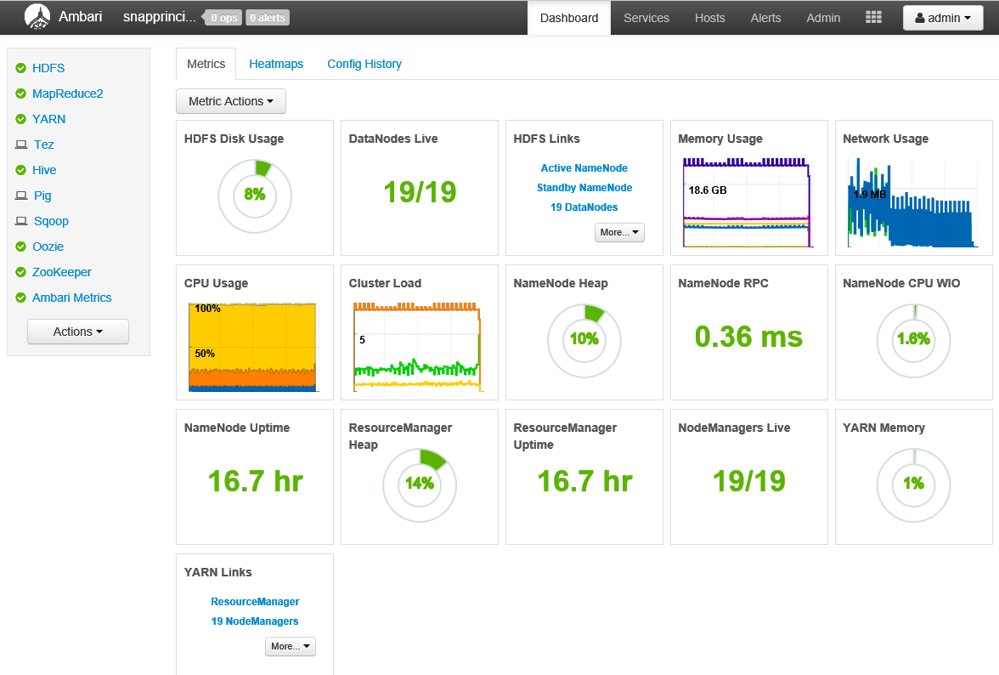 Ambari snapprinci... 0 ops 0 alerts Dashboard Services Hosts Alerts Admin admin
HDFS
MapReduce2
YARN
Tez
Hive
Pig
Sqoop
Oozie
ZooKeeper
Ambari Metrics
Actions
Metrics Heatmaps Config History
Metric Actions
HDFS Disk Usage
8%
DataNodes Live
19/19
HDFS Links
Active NameNode
Standby NameNode
19 DataNodes
More...
Memory Usage
18.6 GB
Network Usage
1.9 MB
CPU Usage
100%
50%
Cluster Load
5
NameNode Heap
10%
NameNode RPC
0.36 ms
NameNode CPU WIO
1.6%
NameNode Uptime
16.7 hr
ResourceManager
Heap
14%
ResourceManager
Uptime
16.7 hr
NodeManagers Live
19/19
YARN Memory
1%
YARN Links
ResourceManager
19 NodeManagers
More...